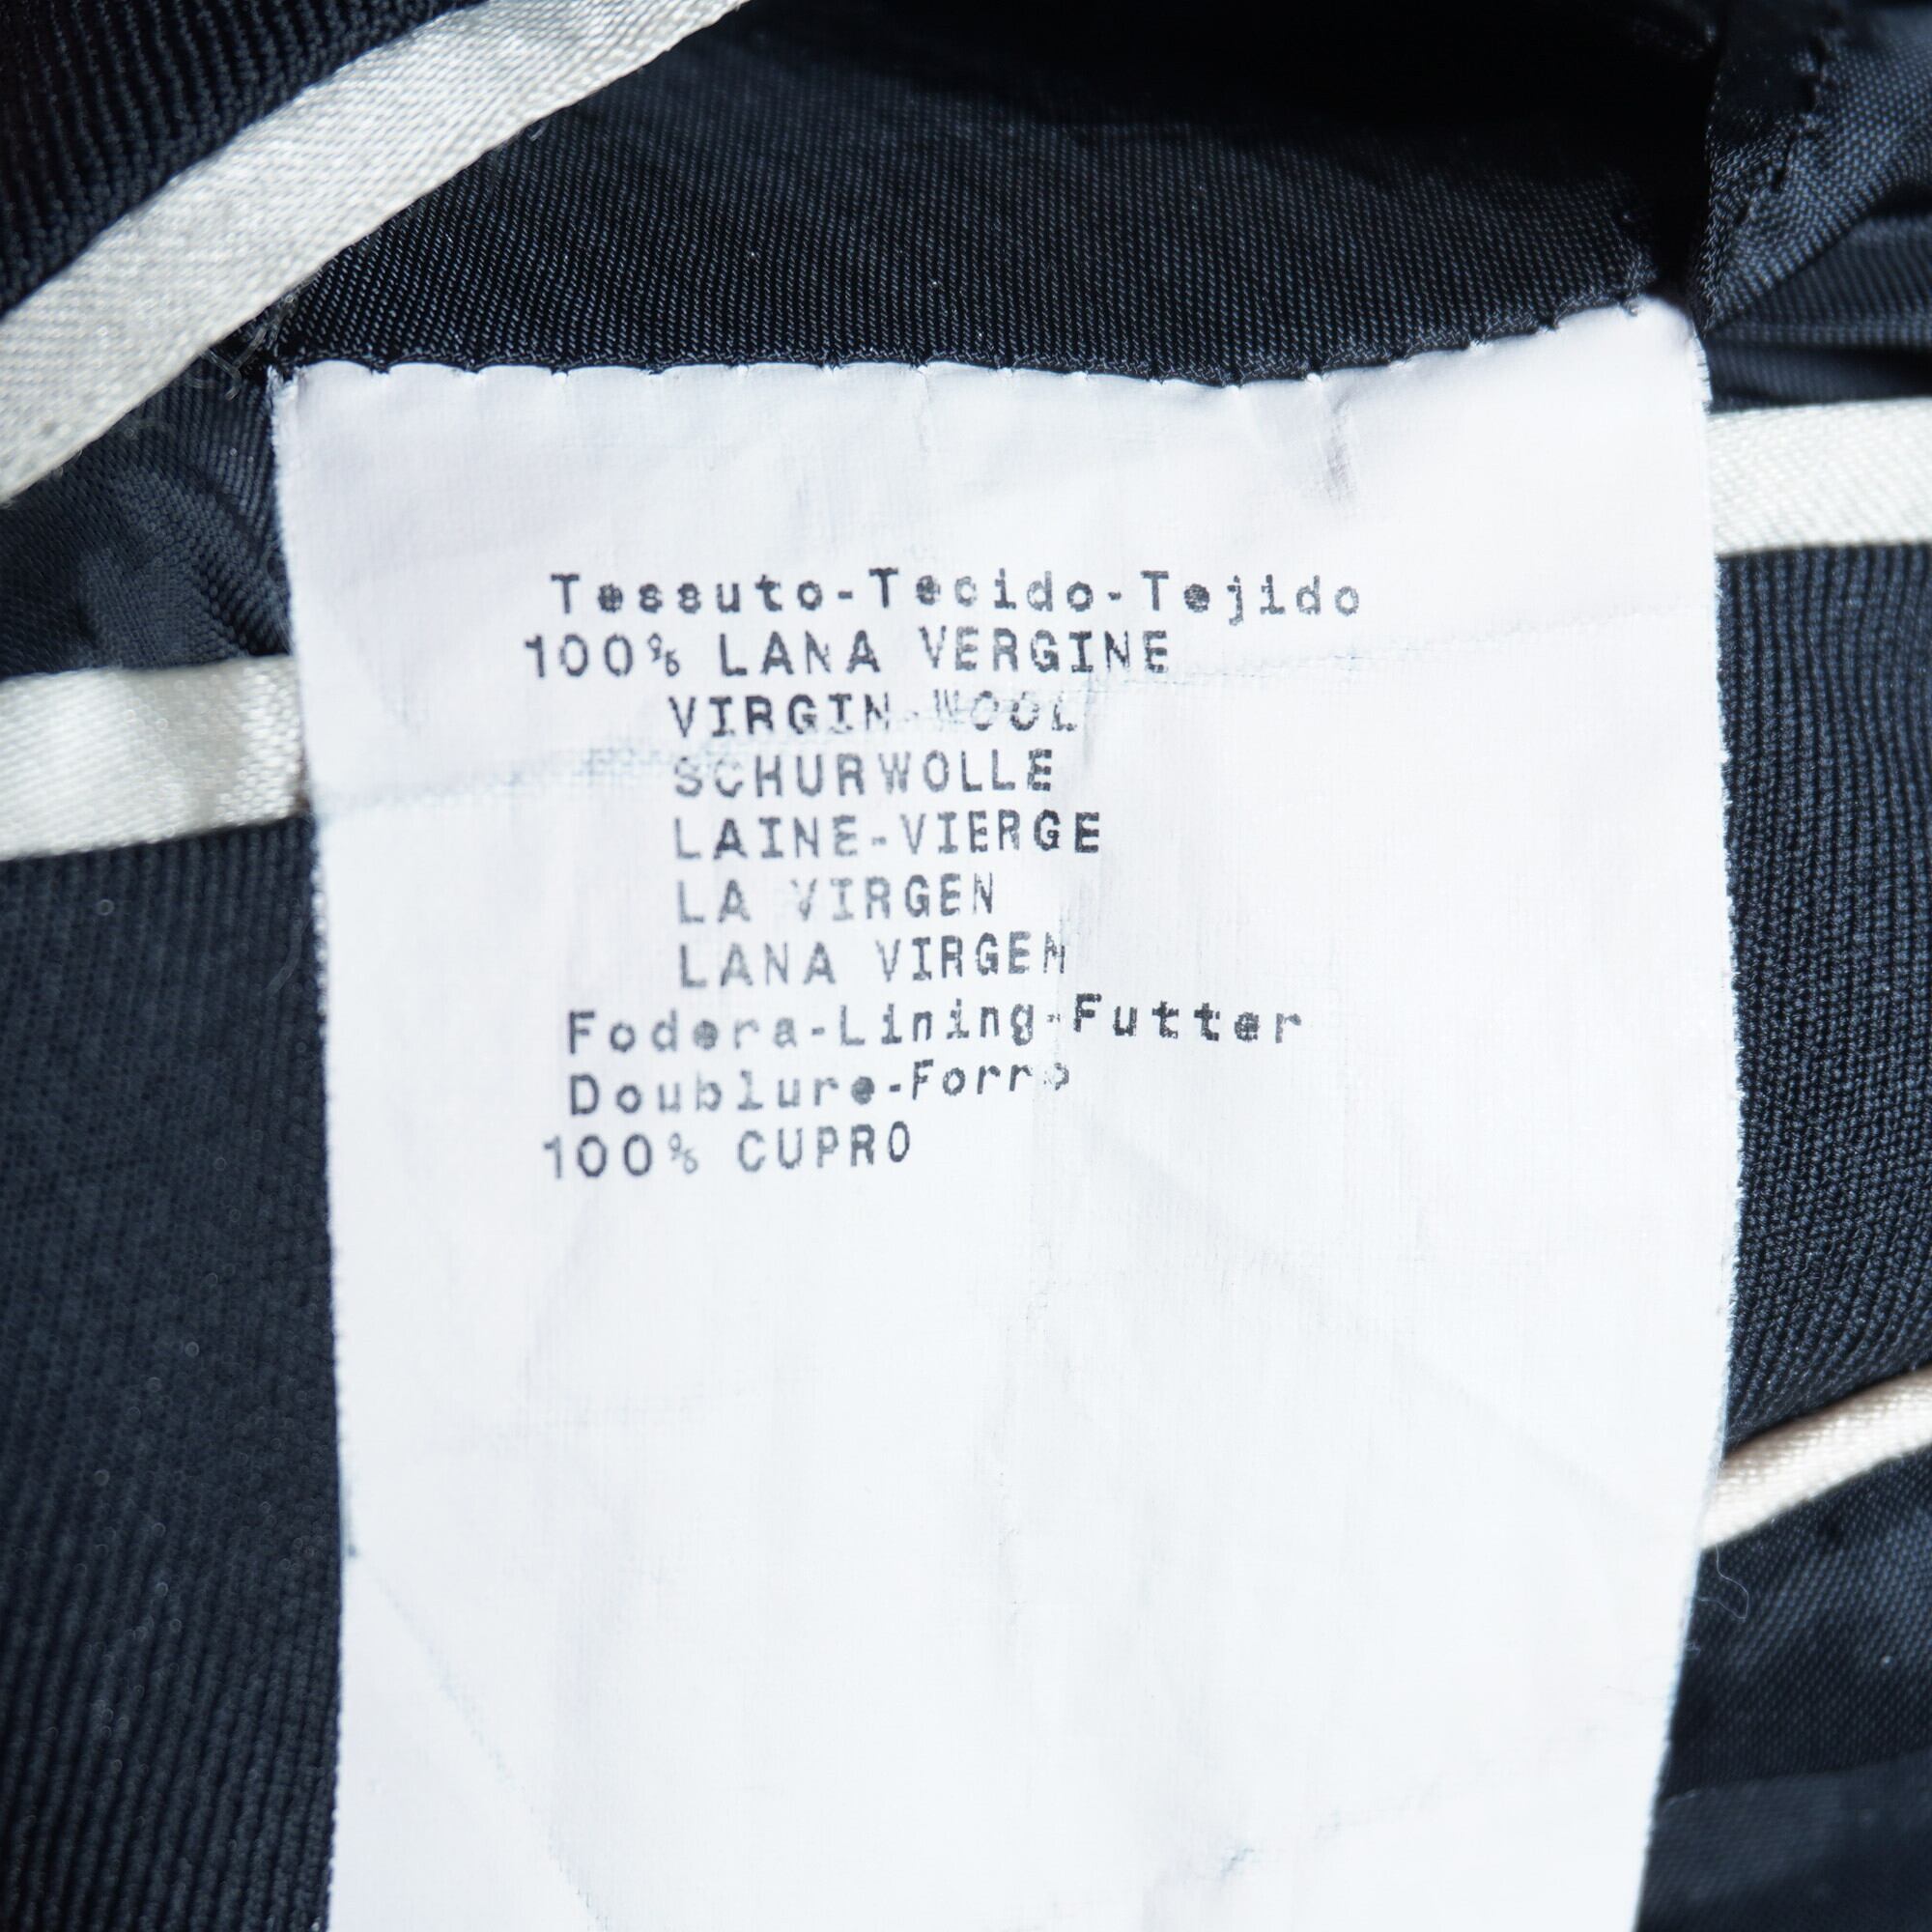 Tessuto-Tecido-Tejido
100% LANA VERGINE
VIRGIN-WOOL
SCHURWOLLE
LAINE-VIERGE
LA VIRGEN
LANA VIRGEN
Fodera-Lining-Futter
Doublure-Forro
100% CUPRO